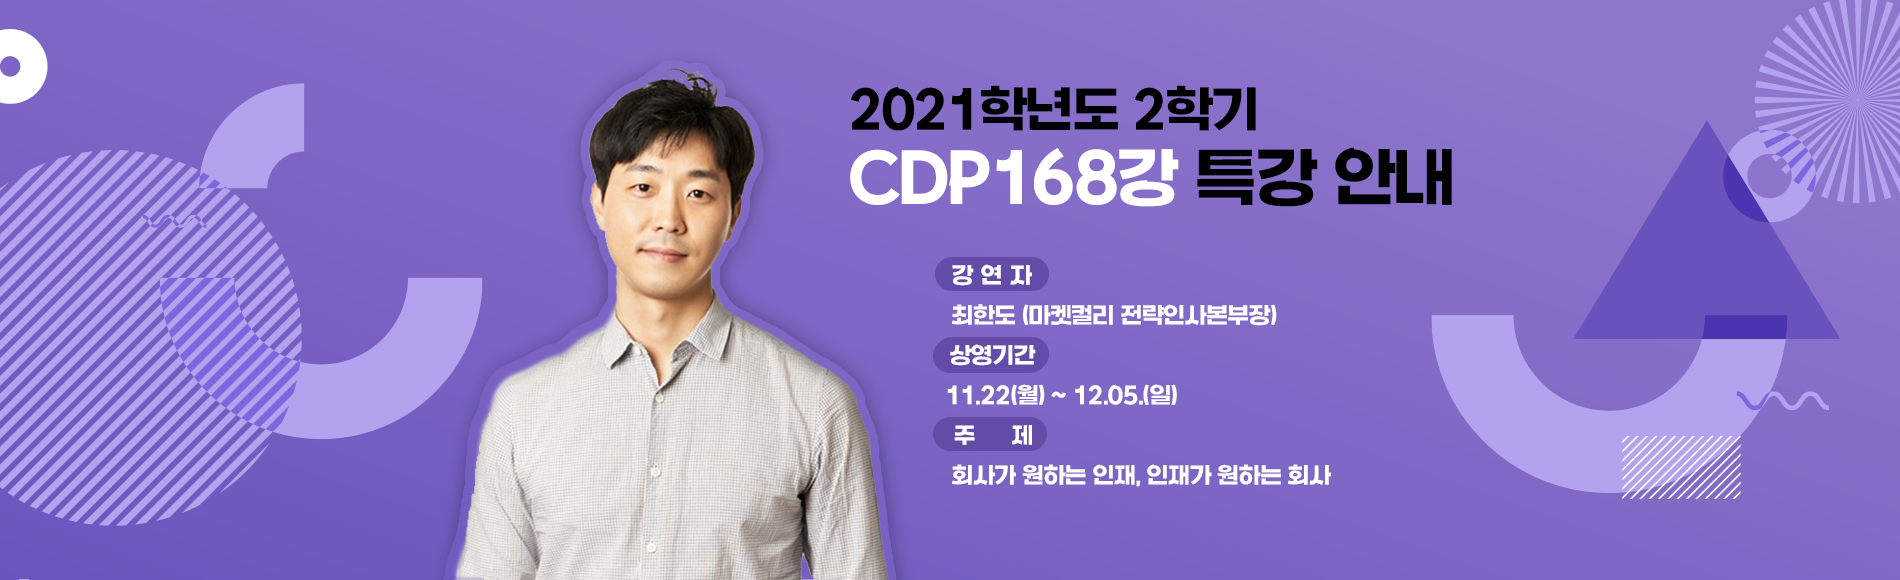 2021학년도 2학기
CDP168강 특강 안내
강 연 자
최한도 (마켓컬리 전략인사본부장)
상영기간
11.22(월) ~ 12.05.(일)
주 제
회사가 원하는 인재, 인재가 원하는 회사